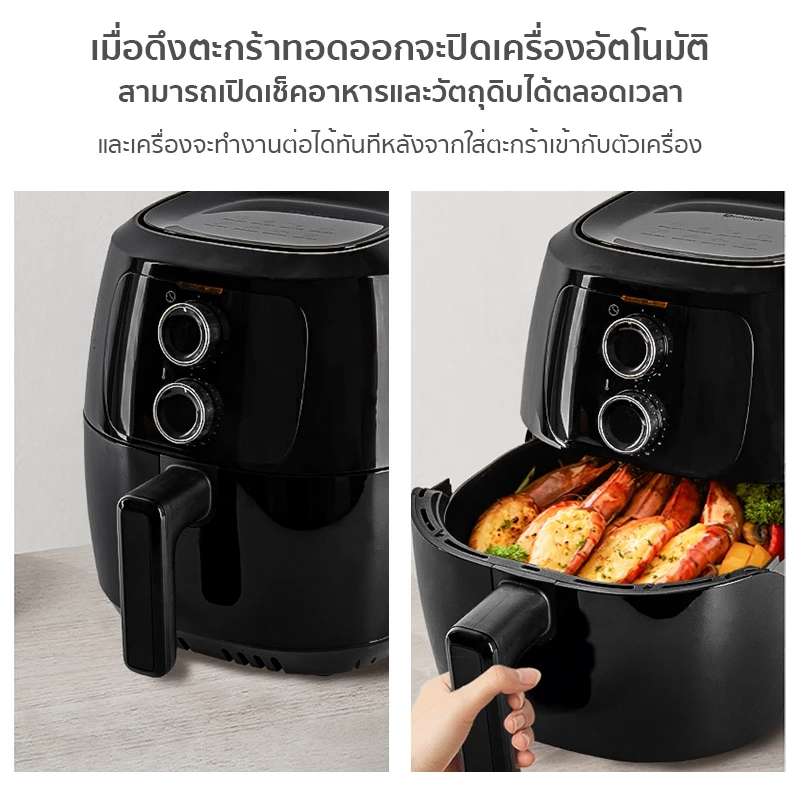 เมื่อดึงตะกร้าทอดออกจะปิดเครื่องอัตโนมัติ
สามารถเปิดเช็คอาหารและวัตถุดิบได้ตลอดเวลา
และเครื่องจะทำงานต่อได้ทันทีหลังจากใส่ตะกร้าเข้ากับตัวเครื่อง